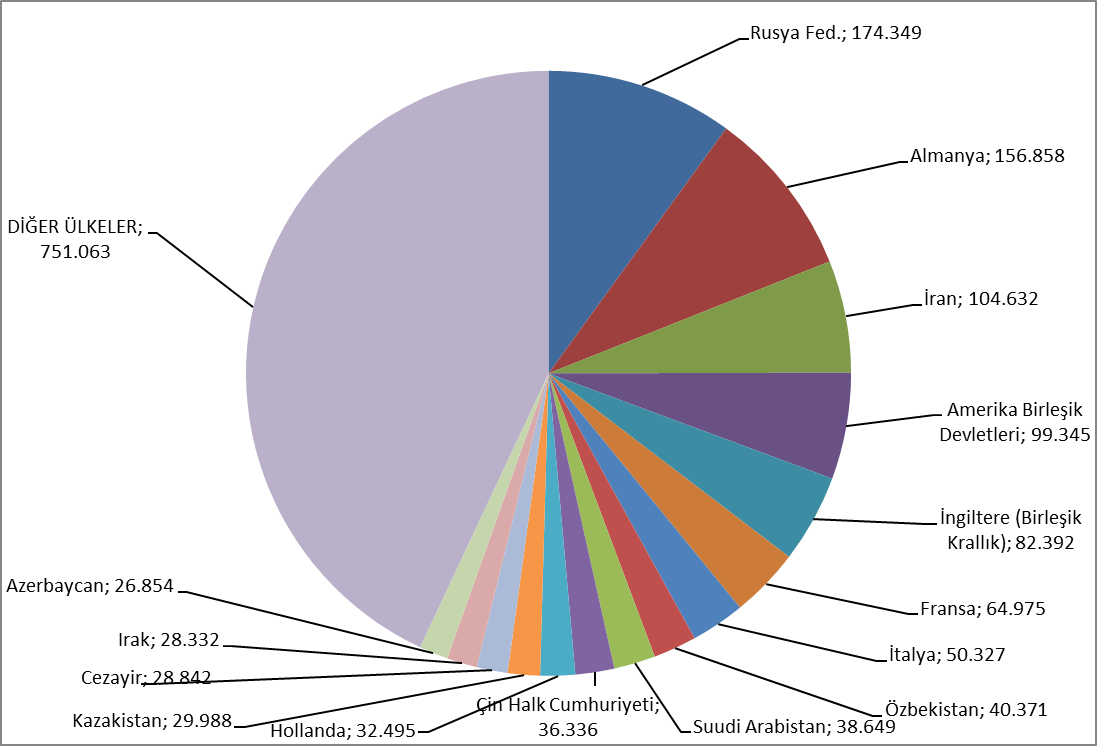 Rusya Fed.; 174.349
Almanya; 156.858
İran; 104.632
Amerika Birleşik
Devletleri; 99.345
İngiltere (Birleşik
Krallık); 82.392
Fransa; 64.975
İtalya; 50.327
Özbekistan; 40.371
Suudi Arabistan; 38.649
Çin Halk Cumhuriyeti;
36.336
Hollanda; 32.495
Kazakistan; 29.988
Cezayir; 28.842
Irak; 28.332
Azerbaycan; 26.854
DİĞER ÜLKELER;
751.063